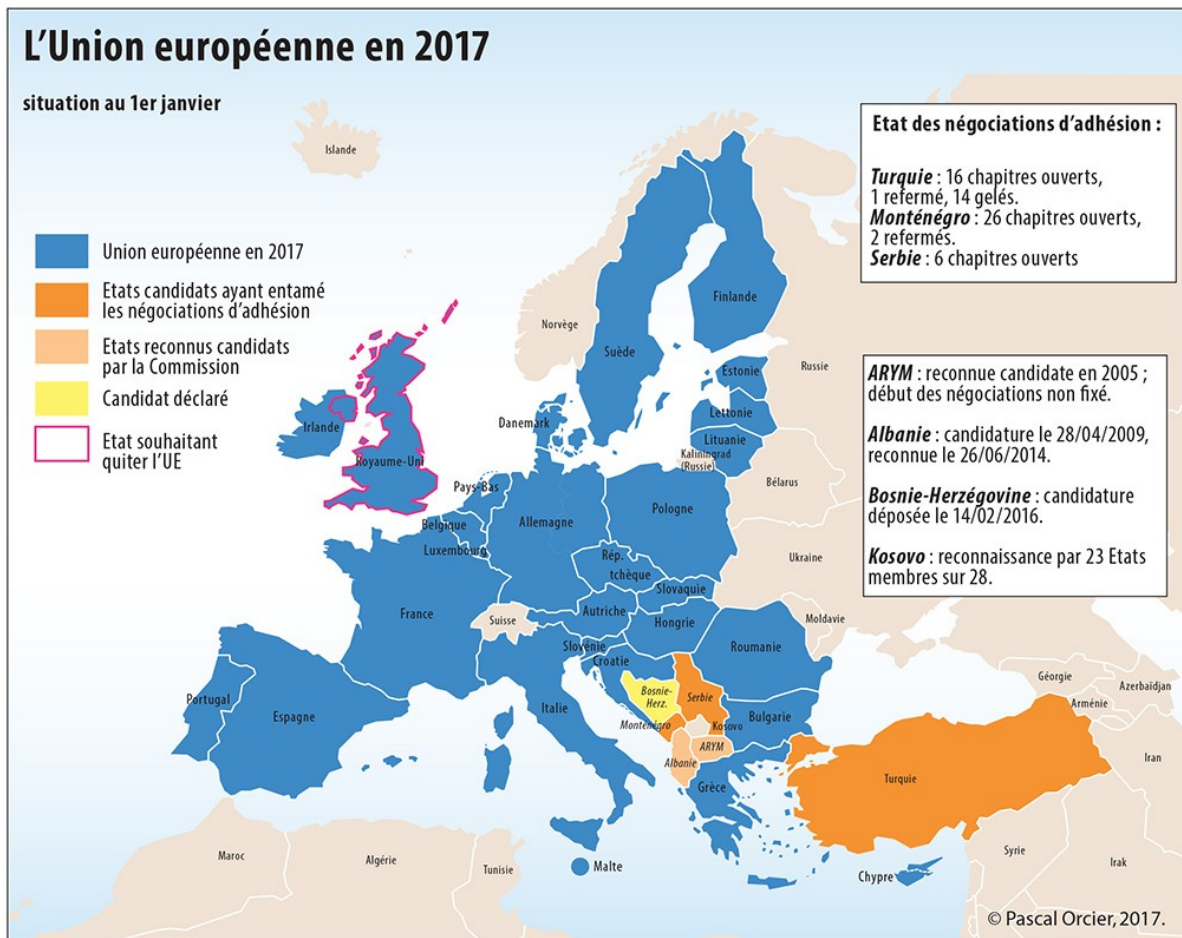 L'Union européenne en 2017
situation au 1er janvier
Etat des négociations d'adhésion :
Turquie : 16 chapitres ouverts,
1 refermé, 14 gelés.
Monténégro : 26 chapitres ouverts,
2 refermés.
Serbie : 6 chapitres ouverts
Union européenne en 2017
Etats candidats ayant entamé
les négociations d'adhésion
Etats reconnus candidats
par la Commission
Candidat déclaré
Etat souhaitant
quiter l'UE
ARYM : reconnue candidate en 2005 ;
début des négociations non fixé.
Albanie : candidature le 28/04/2009,
reconnue le 26/06/2014.
Bosnie-Herzégovine : candidature
déposée le 14/02/2016.
Kosovo : reconnaissance par 23 Etats
membres sur 28.
Islande
Norvège
Suède
Finlande
Russie
Estonie
Lettonie
Lituanie
Kaliningrad
(Russie)
Danemark
Irlande
Royaume-Uni
Pays-Bas
Belgique
Luxembourg
Allemagne
Pologne
Bélarus
Ukraine
Rép.
tchèque
Slovaquie
France
Suisse
Autriche
Hongrie
Moldavie
Roumanie
Slovénie
Croatie
Bosnie-
Herz.
Serbie
Monténégro
Kosovo
Bulgarie
Albanie
ARYM
Italie
Grèce
Portugal
Espagne
Géorgie
Azerbaïdjan
Arménie
Turquie
Iran
Syrie
Irak
Chypre
Malte
Maroc
Algérie
Tunisie
© Pascal Orcier, 2017.